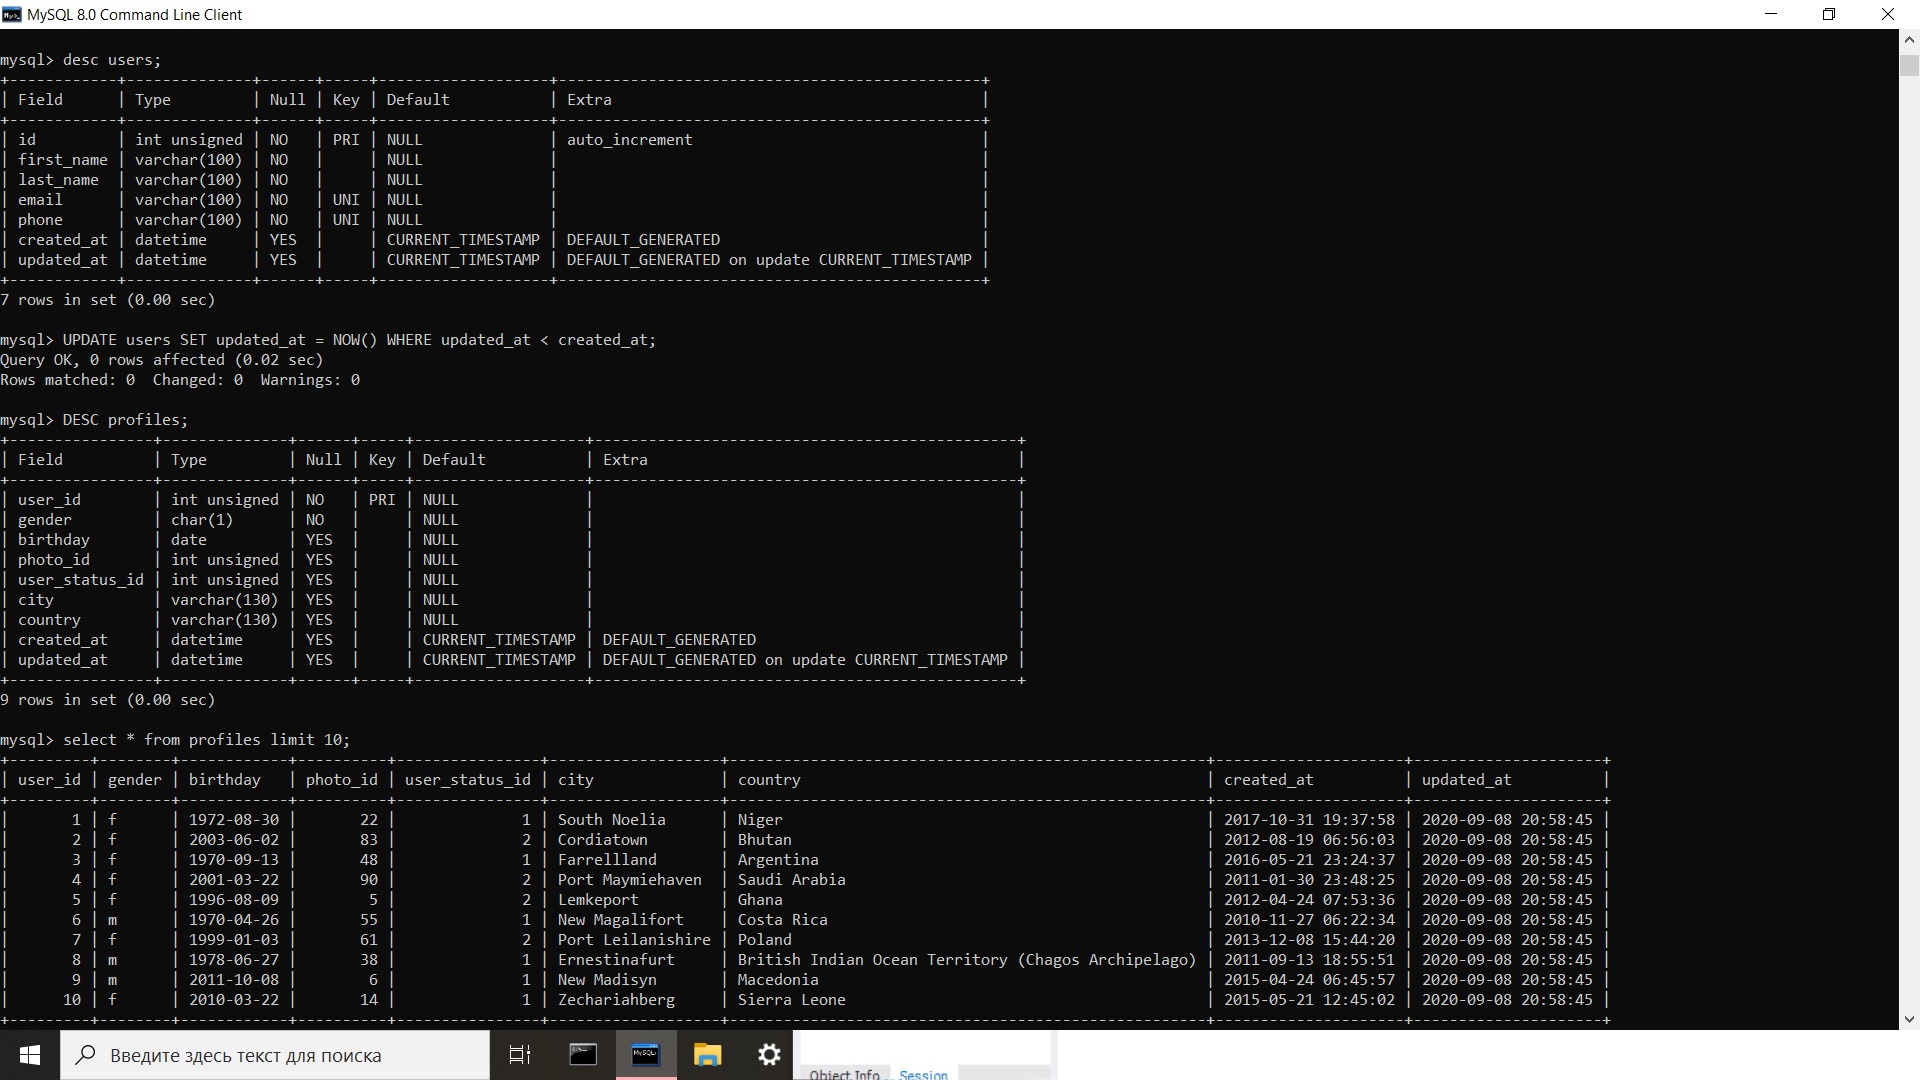 MySQL 8.0 Command Line Client
mysql> desc users;
+------------+--------------+------+-----+-------------------+-----------------------------------------------+
| Field      | Type         | Null | Key | Default           | Extra                                         |
+------------+--------------+------+-----+-------------------+-----------------------------------------------+
| id         | int unsigned | NO   | PRI | NULL              | auto_increment                                |
| first_name | varchar(100) | NO   |     | NULL              |                                               |
| last_name  | varchar(100) | NO   |     | NULL              |                                               |
| email      | varchar(100) | NO   | UNI | NULL              |                                               |
| phone      | varchar(100) | NO   | UNI | NULL              |                                               |
| created_at | datetime     | YES  |     | CURRENT_TIMESTAMP | DEFAULT_GENERATED                             |
| updated_at | datetime     | YES  |     | CURRENT_TIMESTAMP | DEFAULT_GENERATED on update CURRENT_TIMESTAMP |
+------------+--------------+------+-----+-------------------+-----------------------------------------------+
7 rows in set (0.00 sec)
mysql> UPDATE users SET updated_at = NOW() WHERE updated_at < created_at;
Query OK, 0 rows affected (0.02 sec)
Rows matched: 0  Changed: 0  Warnings: 0
mysql> DESC profiles;
+----------------+--------------+------+-----+-------------------+-----------------------------------------------+
| Field          | Type         | Null | Key | Default           | Extra                                         |
+----------------+--------------+------+-----+-------------------+-----------------------------------------------+
| user_id        | int unsigned | NO   | PRI | NULL              |                                               |
| gender         | char(1)      | NO   |     | NULL              |                                               |
| birthday       | date         | YES  |     | NULL              |                                               |
| photo_id       | int unsigned | YES  |     | NULL              |                                               |
| user_status_id | int unsigned | YES  |     | NULL              |                                               |
| city           | varchar(130) | YES  |     | NULL              |                                               |
| country        | varchar(130) | YES  |     | NULL              |                                               |
| created_at     | datetime     | YES  |     | CURRENT_TIMESTAMP | DEFAULT_GENERATED                             |
| updated_at     | datetime     | YES  |     | CURRENT_TIMESTAMP | DEFAULT_GENERATED on update CURRENT_TIMESTAMP |
+----------------+--------------+------+-----+-------------------+-----------------------------------------------+
9 rows in set (0.00 sec)
mysql> select * from profiles limit 10;
+---------+--------+------------+----------+----------------+-------------------+-----------------------------------------------------+---------------------+---------------------+
| user_id | gender | birthday   | photo_id | user_status_id | city              | country                                             | created_at          | updated_at          |
+---------+--------+------------+----------+----------------+-------------------+-----------------------------------------------------+---------------------+---------------------+
|       1 | f      | 1972-08-30 |       22 |              1 | South Noelia      | Niger                                               | 2017-10-31 19:37:58 | 2020-09-08 20:58:45 |
|       2 | f      | 2003-06-02 |       83 |              2 | Cordiatown        | Bhutan                                              | 2012-08-19 06:56:03 | 2020-09-08 20:58:45 |
|       3 | f      | 1970-09-13 |       48 |              1 | Farrellland       | Argentina                                           | 2016-05-21 23:24:37 | 2020-09-08 20:58:45 |
|       4 | f      | 2001-03-22 |       90 |              2 | Port Maymiehaven  | Saudi Arabia                                        | 2011-01-30 23:48:25 | 2020-09-08 20:58:45 |
|       5 | f      | 1996-08-09 |        5 |              2 | Lemkeport         | Ghana                                               | 2012-04-24 07:53:36 | 2020-09-08 20:58:45 |
|       6 | m      | 1970-04-26 |       55 |              1 | New Magalifort    | Costa Rica                                          | 2010-11-27 06:22:34 | 2020-09-08 20:58:45 |
|       7 | f      | 1999-01-03 |       61 |              2 | Port Leilanishire | Poland                                              | 2013-12-08 15:44:20 | 2020-09-08 20:58:45 |
|       8 | m      | 1978-06-27 |       38 |              1 | Ernestinafurt     | British Indian Ocean Territory (Chagos Archipelago) | 2011-09-13 18:55:51 | 2020-09-08 20:58:45 |
|       9 | m      | 2011-10-08 |        6 |              1 | New Madisyn       | Macedonia                                           | 2015-04-24 06:45:57 | 2020-09-08 20:58:45 |
|      10 | f      | 2010-03-22 |       14 |              1 | Zechariahberg     | Sierra Leone                                        | 2015-05-21 12:45:02 | 2020-09-08 20:58:45 |
+---------+--------+------------+----------+----------------+-------------------+-----------------------------------------------------+---------------------+---------------------+
Введите здесь текст для поиска
Object Info Session